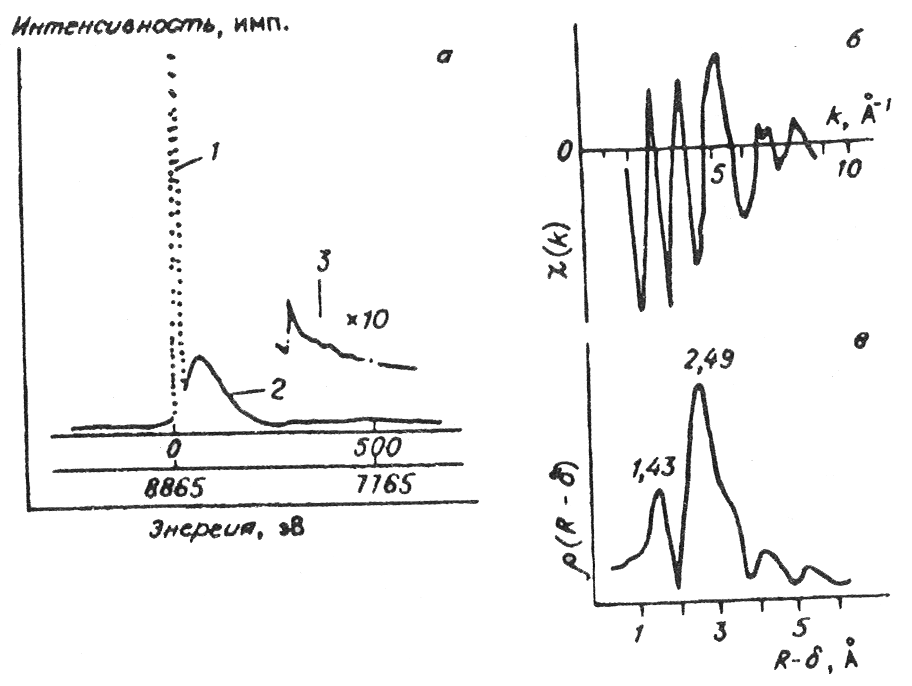 Интенсивность, имп.
а
1
3
×10
2
0 500
8865 7765
Энергия, эВ
б
k, Å⁻¹
0
5
10
χ(k)
в
2,49
1,43
ρ(R – δ)
1 3 5
R–δ, Å